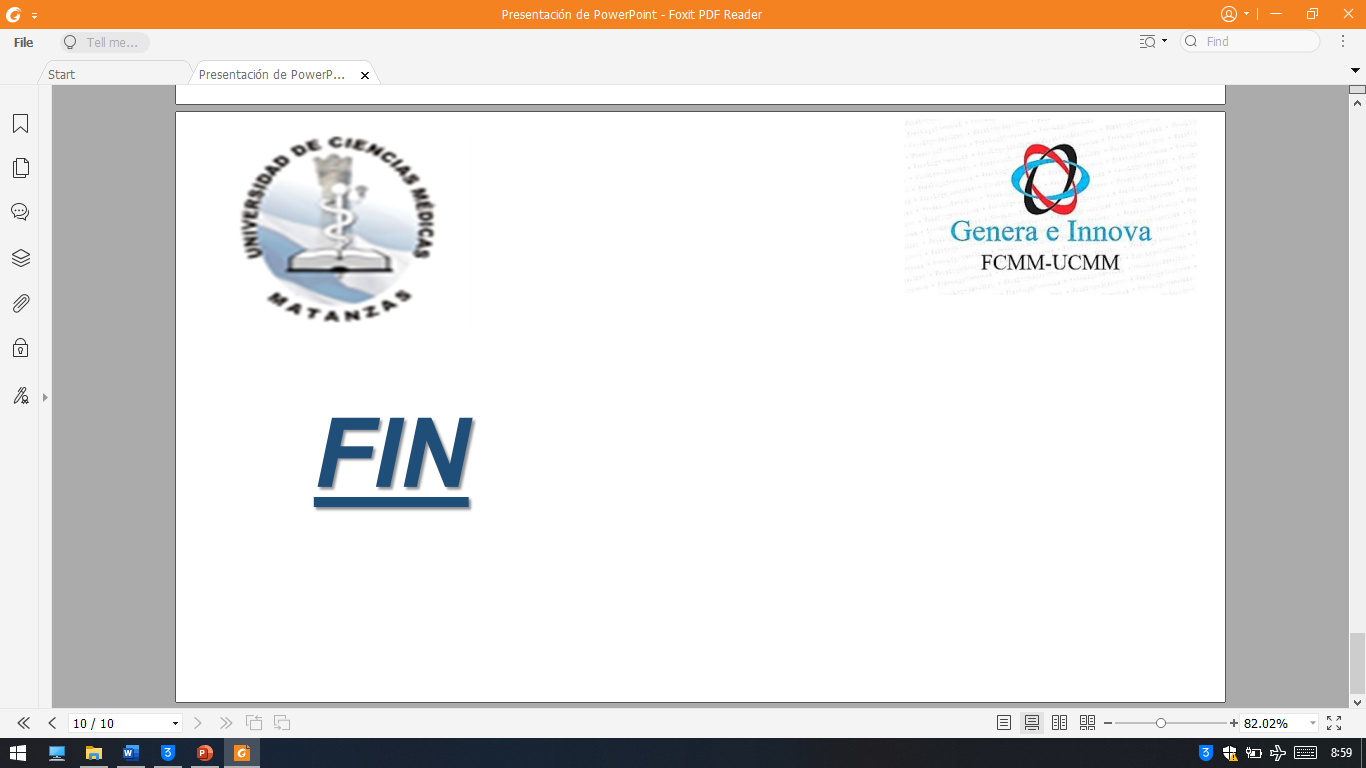 Presentación de PowerPoint - Foxit PDF Reader
File
Tell me...
Find
Start
Presentación de PowerP...
UNIVERSIDAD DE CIENCIAS MÉDICAS
MATANZAS
Genera e Innova
FCMM-UCMM
FIN
10 / 10
82.02%
8:59